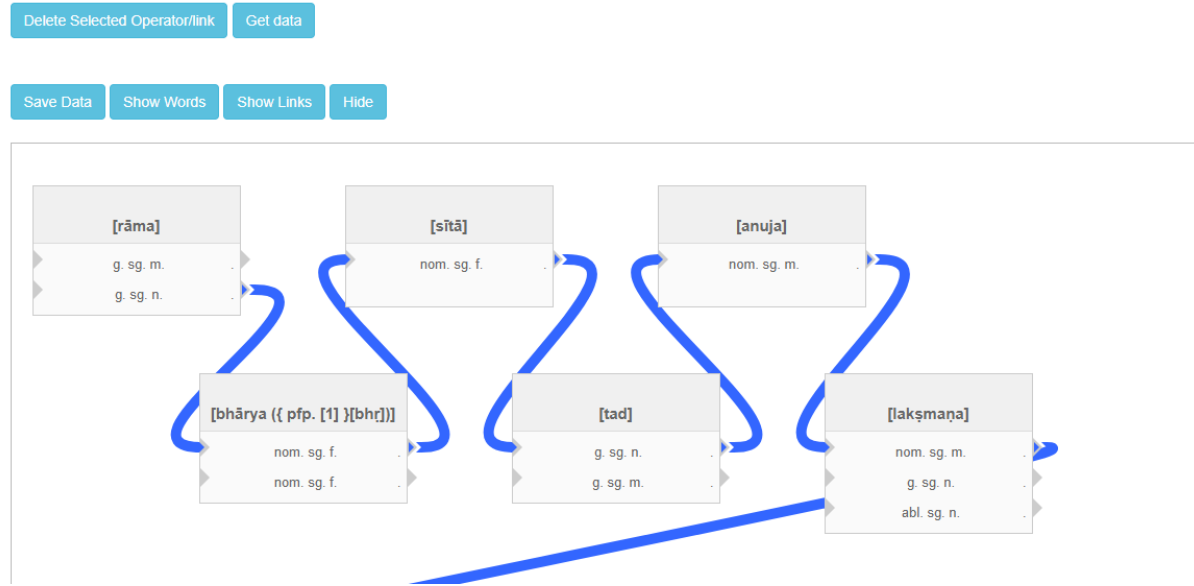 Delete Selected Operator/link Get data
Save Data Show Words Show Links Hide
[rāma]
g. sg. m. .
g. sg. n. .
[sītā]
nom. sg. f. .
[anuja]
nom. sg. m. .
[bhārya ({ pfp. [1] }[bhṛ])]
nom. sg. f. .
nom. sg. f. .
[tad]
g. sg. n. .
g. sg. m. .
[lakṣmaṇa]
nom. sg. m. .
g. sg. n. .
abl. sg. n. .